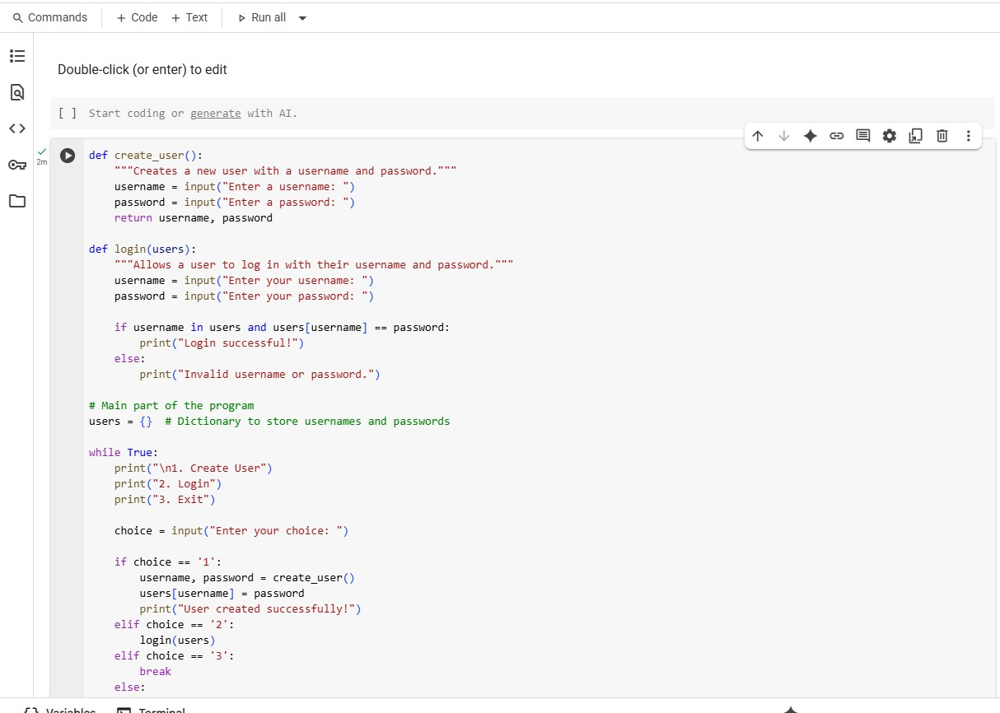 Commands + Code + Text Run all
Double-click (or enter) to edit
[ ] Start coding or generate with AI.
2m
def create_user():
    """Creates a new user with a username and password."""
    username = input("Enter a username: ")
    password = input("Enter a password: ")
    return username, password
def login(users):
    """Allows a user to log in with their username and password."""
    username = input("Enter your username: ")
    password = input("Enter your password: ")
    if username in users and users[username] == password:
        print("Login successful!")
    else:
        print("Invalid username or password.")
# Main part of the program
users = {}  # Dictionary to store usernames and passwords
while True:
    print("\n1. Create User")
    print("2. Login")
    print("3. Exit")
    choice = input("Enter your choice: ")
    if choice == '1':
        username, password = create_user()
        users[username] = password
        print("User created successfully!")
    elif choice == '2':
        login(users)
    elif choice == '3':
        break
    else:
Variables Terminal